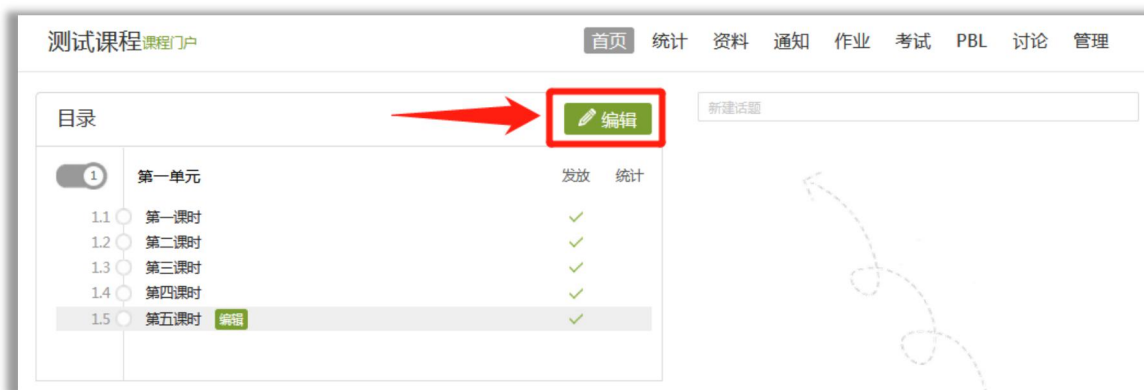 测试课程课程门户
首页 统计 资料 通知 作业 考试 PBL 讨论 管理
目录
编辑
新建话题
1 第一单元 发放 统计
1.1 第一课时
1.2 第二课时
1.3 第三课时
1.4 第四课时
1.5 第五课时 编辑